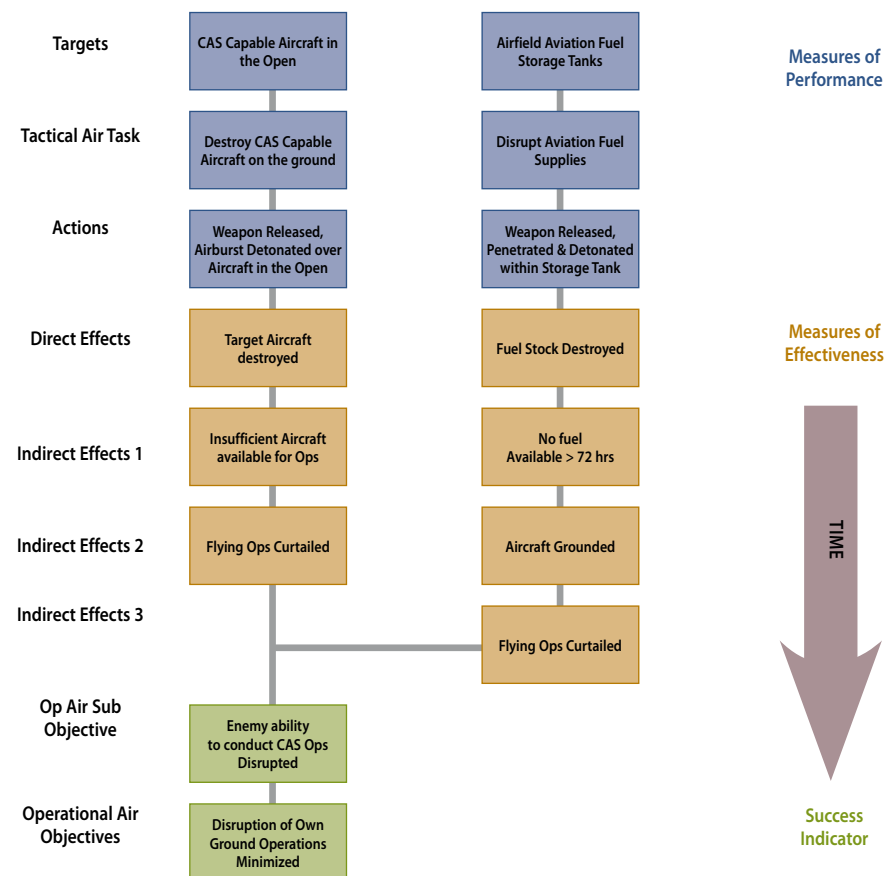 Targets
CAS Capable Aircraft in
the Open
Airfield Aviation Fuel
Storage Tanks
Measures of
Performance
Tactical Air Task
Destroy CAS Capable
Aircraft on the ground
Disrupt Aviation Fuel
Supplies
Actions
Weapon Released,
Airburst Detonated over
Aircraft in the Open
Weapon Released,
Penetrated & Detonated
within Storage Tank
Direct Effects
Target Aircraft
destroyed
Fuel Stock Destroyed
Measures of
Effectiveness
Indirect Effects 1
Insufficient Aircraft
available for Ops
No fuel
Available > 72 hrs
Indirect Effects 2
Flying Ops Curtailed
Aircraft Grounded
TIME
Indirect Effects 3
Flying Ops Curtailed
Op Air Sub
Objective
Enemy ability
to conduct CAS Ops
Disrupted
Operational Air
Objectives
Disruption of Own
Ground Operations
Minimized
Success
Indicator